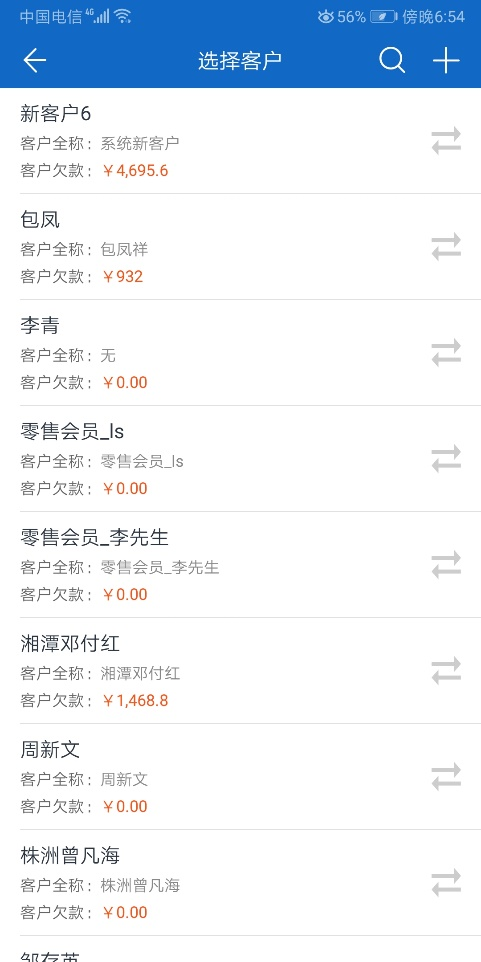 中国电信 4G 56% 傍晚6:54
选择客户
新客户6
客户全称： 系统新客户
客户欠款： ￥4,695.6
包凤
客户全称： 包凤祥
客户欠款： ￥932
李青
客户全称： 无
客户欠款： ￥0.00
零售会员_ls
客户全称： 零售会员_ls
客户欠款： ￥0.00
零售会员_李先生
客户全称： 零售会员_李先生
客户欠款： ￥0.00
湘潭邓付红
客户全称： 湘潭邓付红
客户欠款： ￥1,468.8
周新文
客户全称： 周新文
客户欠款： ￥0.00
株洲曾凡海
客户全称： 株洲曾凡海
客户欠款： ￥0.00